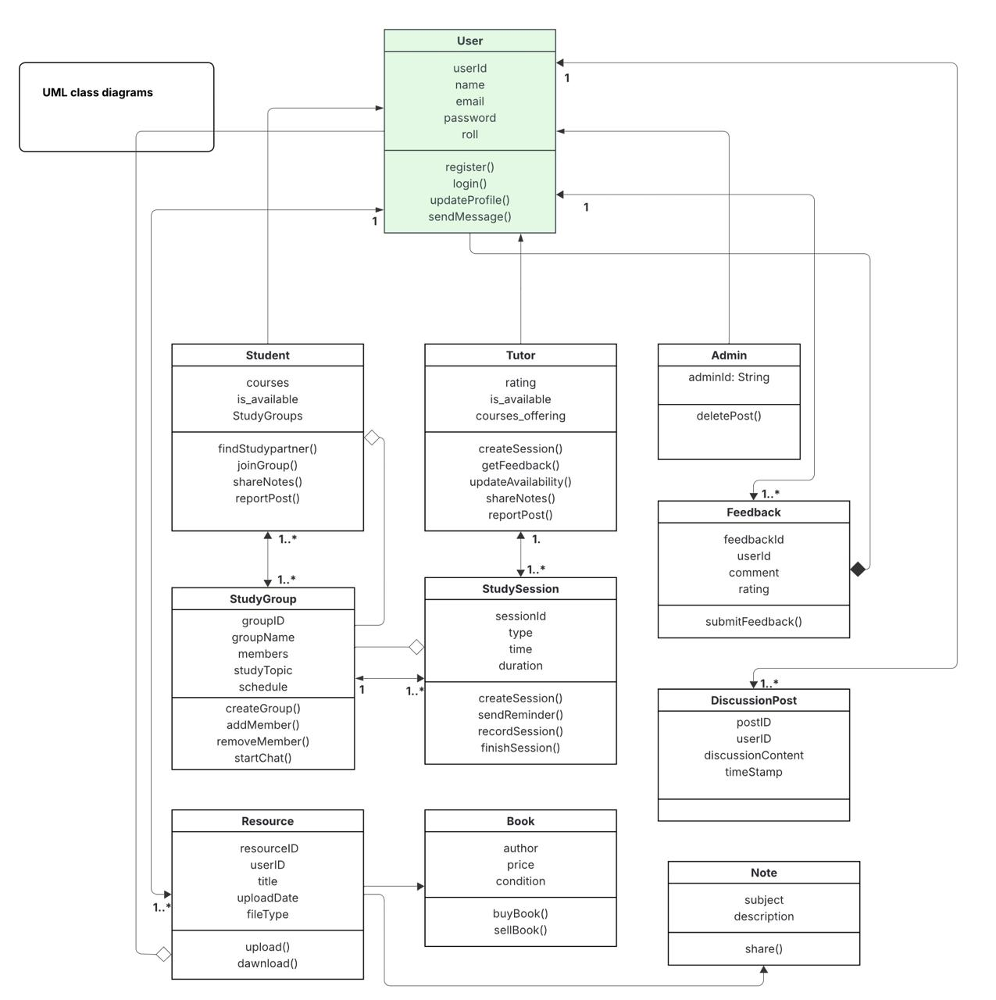 User
UML class diagrams
userId
name
email
password
roll
register()
login()
updateProfile()
sendMessage()
1
1
1
Student
courses
is_available
StudyGroups
findStudypartner()
joinGroup()
shareNotes()
reportPost()
Tutor
rating
is_available
courses_offering
createSession()
getFeedback()
updateAvailability()
shareNotes()
reportPost()
Admin
adminId: String
deletePost()
1..*
1..*
1.
1..*
1..*
Feedback
feedbackId
userId
comment
rating
submitFeedback()
StudyGroup
groupID
groupName
members
studyTopic
schedule
createGroup()
addMember()
removeMember()
startChat()
1
1..*
StudySession
sessionId
type
time
duration
createSession()
sendReminder()
recordSession()
finishSession()
1..*
DiscussionPost
postID
userID
discussionContent
timeStamp
Resource
resourceID
userID
title
uploadDate
fileType
upload()
dawnload()
1..*
Book
author
price
condition
buyBook()
sellBook()
Note
subject
description
share()